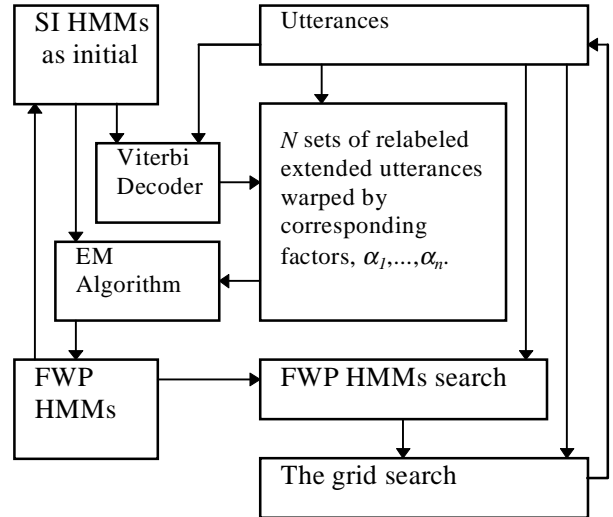 SI HMMs
as initial
Utterances
Viterbi
Decoder
N sets of relabeled
extended utterances
warped by
corresponding
factors, α1,...,αn.
EM
Algorithm
FWP
HMMs
FWP HMMs search
The grid search